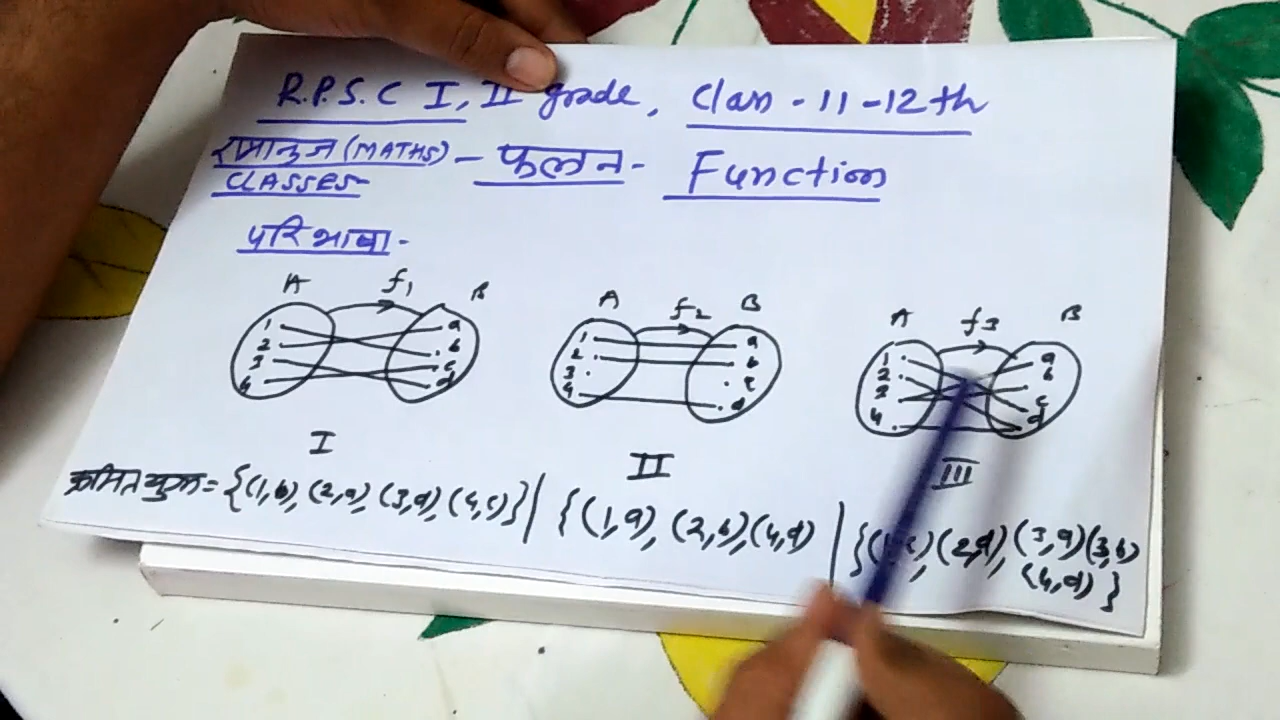 R.P.S.C I, II grade, Class - 11 - 12 th
रामानुज (MATHS) - फलन - Function
CLASSES
परिभाषा -
A f1 B
1 a
2 b
3 c
4 d
I
A f2 B
1 a
2 b
3 c
4 d
II
A f3 B
1 a
2 b
3 c
4 d
III
क्रमित युग्म = {(1,b), (2,a), (3,d), (4,c)} | {(1,a), (2,b), (4,d) | {( ,c) (2,d), (3,a) (3,b)
(4,d)}